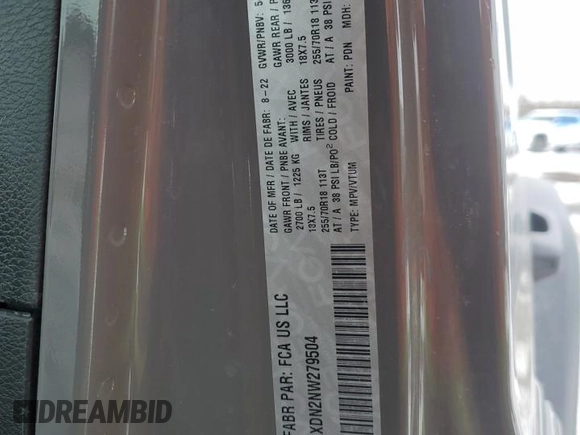 FABR PAR: FCA US LLC
DATE OF MFR / DATE DE FABR: 8-22
GVWR/PNBV: 5
GAWR FRONT / PNBE AVANT:
GAWR REAR / P
2700 LB / 1225 KG
WITH / AVEC
3000 LB / 136
18X7.5
RIMS / JANTES
18X7.5
255/70R18 113T
TIRES / PNEUS
255/70R18 113T
AT / A 38 PSI LB/PO² COLD / FROID
AT / A 38 PSI
XDN2NW279504
TYPE: MPV/VTUM
PAINT: PDN
MDH:
DREAMBID